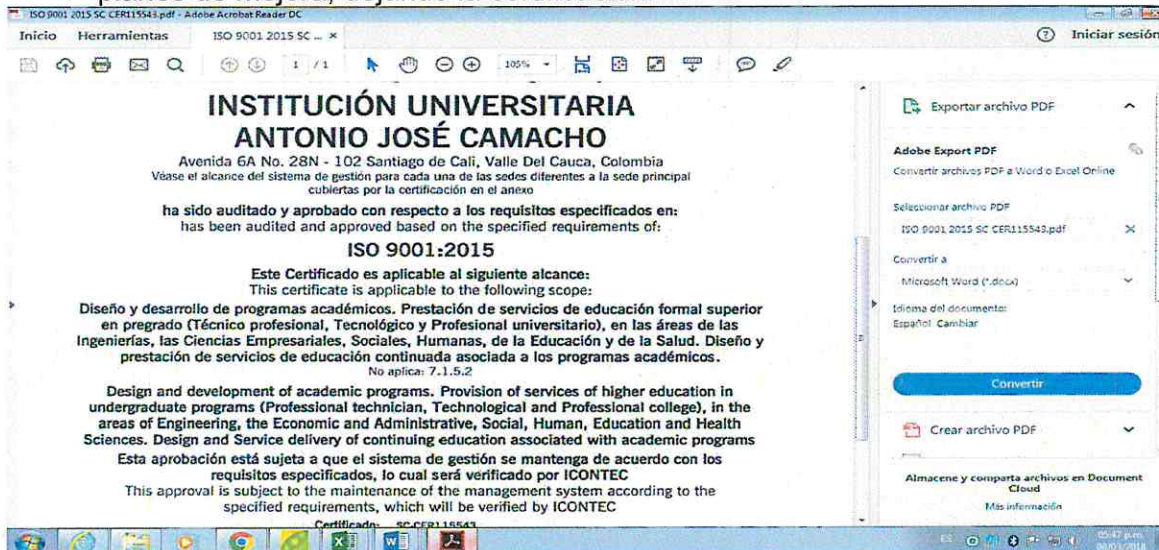 ISO 9001 2015 SC CER115543.pdf - Adobe Acrobat Reader DC
Inicio Herramientas ISO 9001 2015 SC ... × Iniciar sesión
1 / 1 105%
INSTITUCIÓN UNIVERSITARIA
ANTONIO JOSÉ CAMACHO
Avenida 6A No. 28N - 102 Santiago de Cali, Valle Del Cauca, Colombia
Véase el alcance del sistema de gestión para cada una de las sedes diferentes a la sede principal
cubiertas por la certificación en el anexo
ha sido auditado y aprobado con respecto a los requisitos especificados en:
has been audited and approved based on the specified requirements of:
ISO 9001:2015
Este Certificado es aplicable al siguiente alcance:
This certificate is applicable to the following scope:
Diseño y desarrollo de programas académicos. Prestación de servicios de educación formal superior
en pregrado (Técnico profesional, Tecnológico y Profesional universitario), en las áreas de las
Ingenierías, las Ciencias Empresariales, Sociales, Humanas, de la Educación y de la Salud. Diseño y
prestación de servicios de educación continuada asociada a los programas académicos.
No aplica: 7.1.5.2
Design and development of academic programs. Provision of services of higher education in
undergraduate programs (Professional technician, Technological and Professional college), in the
areas of Engineering, the Economic and Administrative, Social, Human, Education and Health
Sciences. Design and Service delivery of continuing education associated with academic programs
Esta aprobación está sujeta a que el sistema de gestión se mantenga de acuerdo con los
requisitos especificados, lo cual será verificado por ICONTEC
This approval is subject to the maintenance of the management system according to the
specified requirements, which will be verified by ICONTEC
Certificado: SC-CER115543
Exportar archivo PDF
Adobe Export PDF
Convertir archivos PDF a Word o Excel Online
Seleccionar archivo PDF
ISO 9001 2015 SC CER115543.pdf ×
Convertir a
Microsoft Word (*.docx)
Idioma del documento:
Español Cambiar
Convertir
Crear archivo PDF
Almacene y comparta archivos en Document
Cloud
Más información
ES 05:47 p.m.